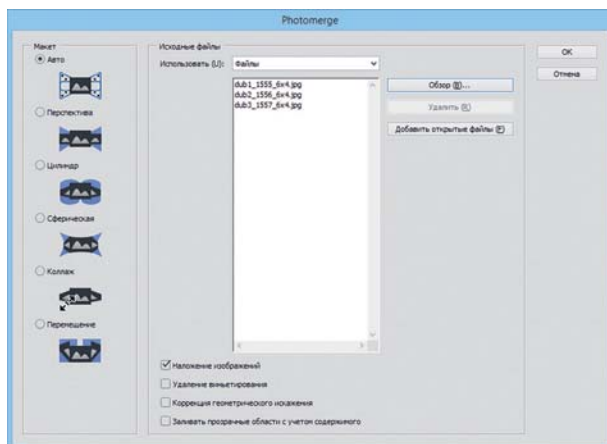 Photomerge
Макет
Авто
Перспектива
Цилиндр
Сферическая
Коллаж
Перемещение
Исходные файлы
Использовать (U): Файлы
dub1_1555_6x4.jpg
dub2_1556_6x4.jpg
dub3_1557_6x4.jpg
Обзор (B)...
Удалить (R)
Добавить открытые файлы (F)
Наложение изображений
Удаление виньетирования
Коррекция геометрического искажения
Заливать прозрачные области с учетом содержимого
ОК
Отмена